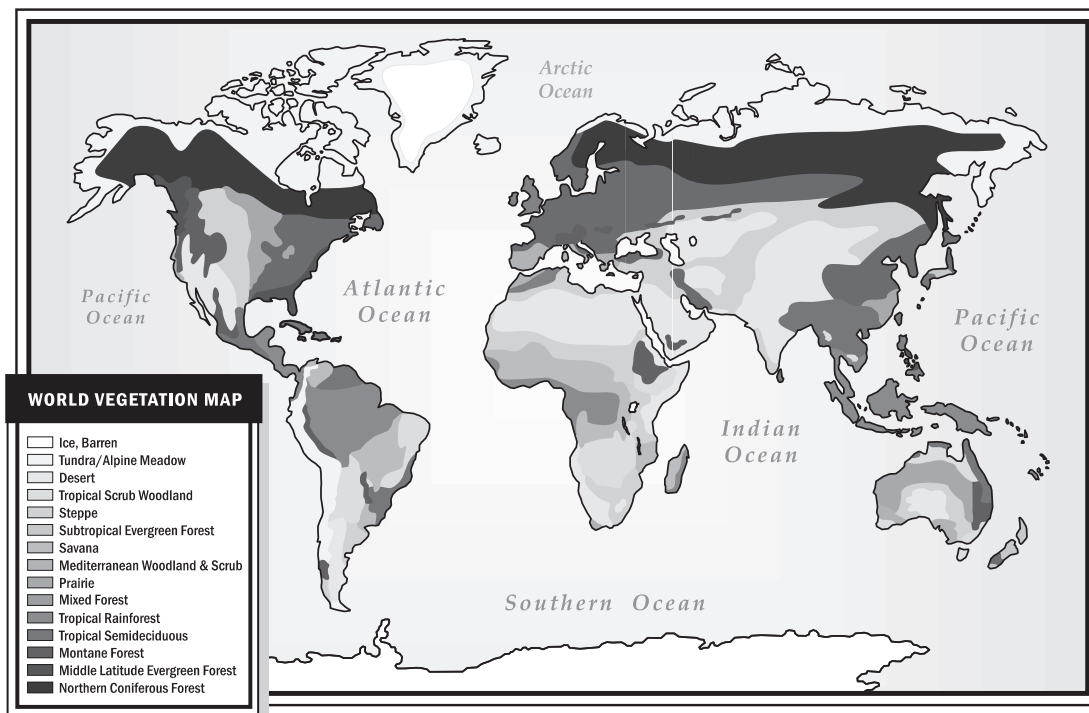 Arctic
Ocean
Pacific
Ocean
Atlantic
Ocean
Pacific
Ocean
Indian
Ocean
Southern Ocean
WORLD VEGETATION MAP
Ice, Barren
Tundra/Alpine Meadow
Desert
Tropical Scrub Woodland
Steppe
Subtropical Evergreen Forest
Savana
Mediterranean Woodland & Scrub
Prairie
Mixed Forest
Tropical Rainforest
Tropical Semideciduous
Montane Forest
Middle Latitude Evergreen Forest
Northern Coniferous Forest